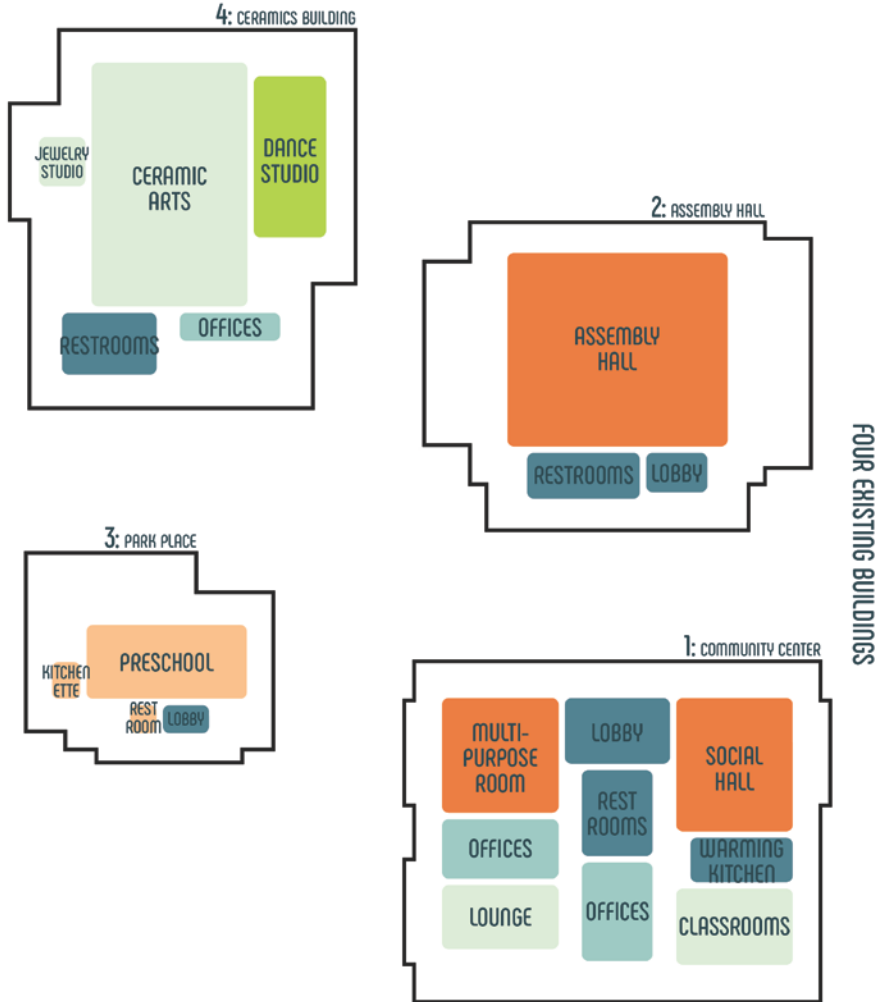 4: CERAMICS BUILDING
JEWELRY
STUDIO
CERAMIC
ARTS
DANCE
STUDIO
RESTROOMS
OFFICES
2: ASSEMBLY HALL
ASSEMBLY
HALL
RESTROOMS
LOBBY
FOUR EXISTING BUILDINGS
3: PARK PLACE
KITCHEN
ETTE
PRESCHOOL
REST
ROOM
LOBBY
1: COMMUNITY CENTER
MULTI-
PURPOSE
ROOM
LOBBY
SOCIAL
HALL
REST
ROOMS
OFFICES
WARMING
KITCHEN
LOUNGE
OFFICES
CLASSROOMS